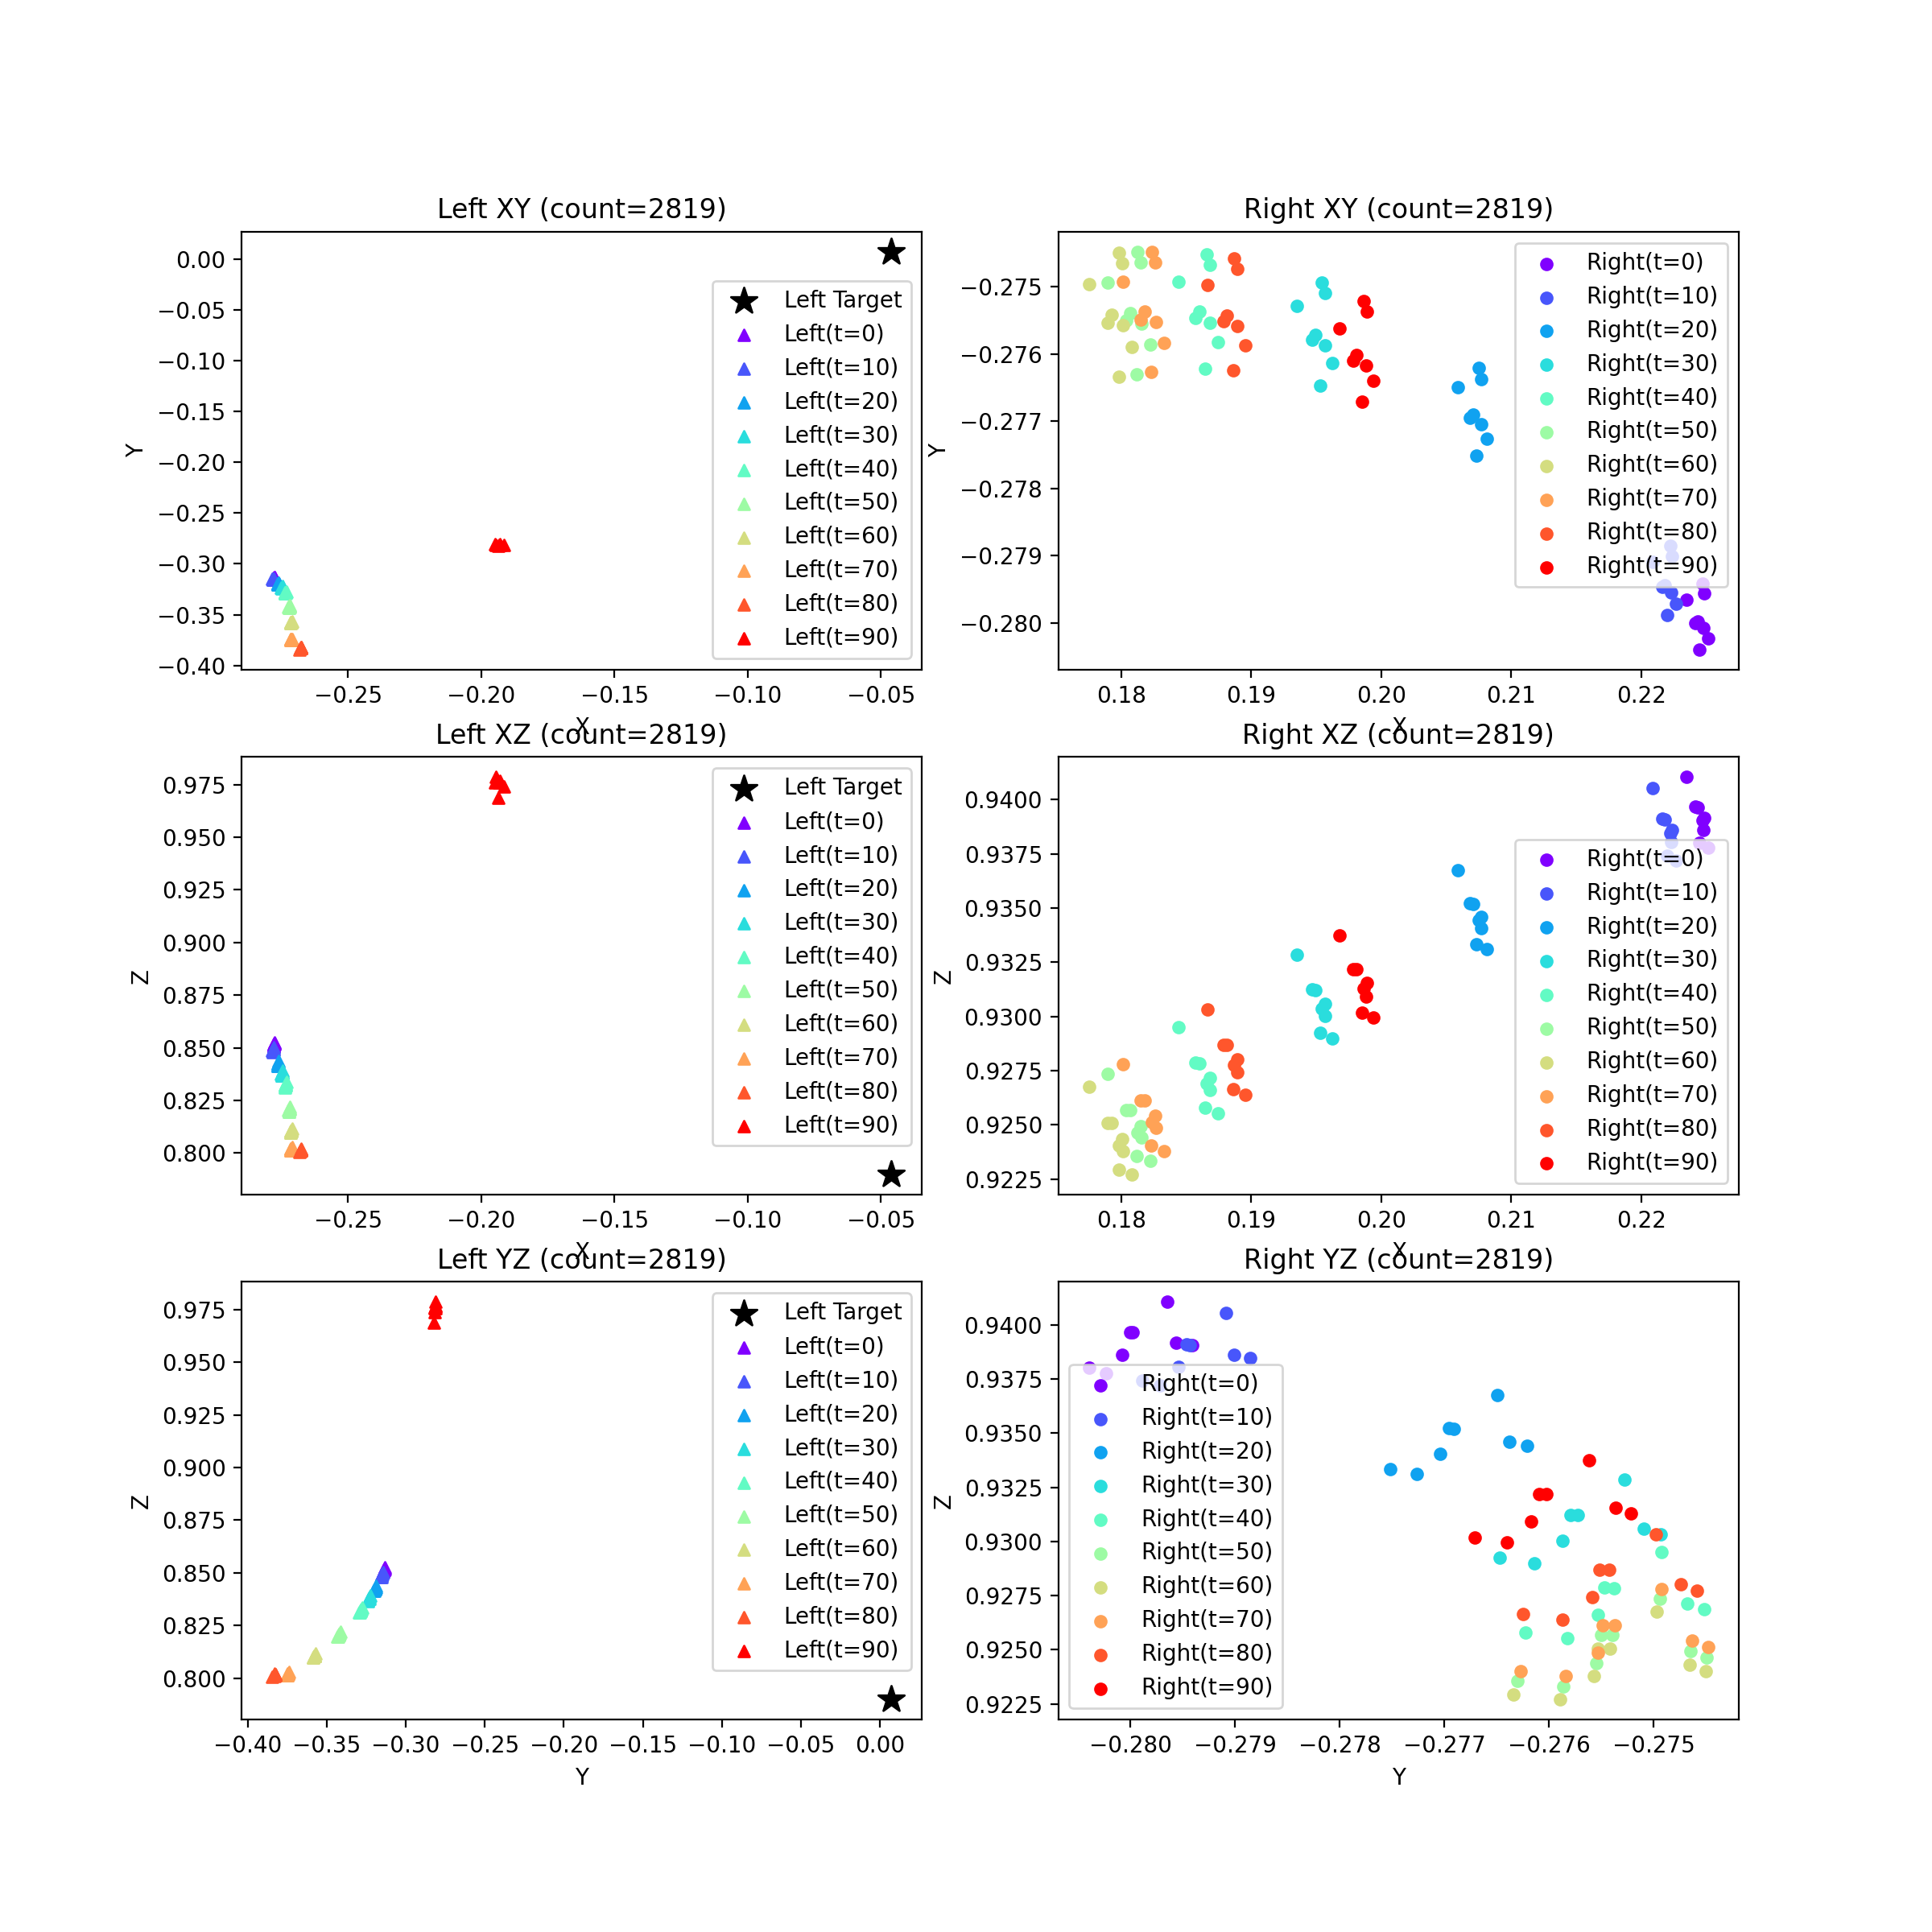 Left XY (count=2819)
Y
0.00
−0.05
−0.10
−0.15
−0.20
−0.25
−0.30
−0.35
−0.40
Left Target
Left(t=0)
Left(t=10)
Left(t=20)
Left(t=30)
Left(t=40)
Left(t=50)
Left(t=60)
Left(t=70)
Left(t=80)
Left(t=90)
−0.25 −0.20 −0.15 −0.10 −0.05
X
Right XY (count=2819)
Y
−0.275
−0.276
−0.277
−0.278
−0.279
−0.280
Right(t=0)
Right(t=10)
Right(t=20)
Right(t=30)
Right(t=40)
Right(t=50)
Right(t=60)
Right(t=70)
Right(t=80)
Right(t=90)
0.18 0.19 0.20 0.21 0.22
X
Left XZ (count=2819)
Z
0.975
0.950
0.925
0.900
0.875
0.850
0.825
0.800
Left Target
Left(t=0)
Left(t=10)
Left(t=20)
Left(t=30)
Left(t=40)
Left(t=50)
Left(t=60)
Left(t=70)
Left(t=80)
Left(t=90)
−0.25 −0.20 −0.15 −0.10 −0.05
X
Right XZ (count=2819)
Z
0.9400
0.9375
0.9350
0.9325
0.9300
0.9275
0.9250
0.9225
Right(t=0)
Right(t=10)
Right(t=20)
Right(t=30)
Right(t=40)
Right(t=50)
Right(t=60)
Right(t=70)
Right(t=80)
Right(t=90)
0.18 0.19 0.20 0.21 0.22
X
Left YZ (count=2819)
Z
0.975
0.950
0.925
0.900
0.875
0.850
0.825
0.800
Left Target
Left(t=0)
Left(t=10)
Left(t=20)
Left(t=30)
Left(t=40)
Left(t=50)
Left(t=60)
Left(t=70)
Left(t=80)
Left(t=90)
−0.40 −0.35 −0.30 −0.25 −0.20 −0.15 −0.10 −0.05 0.00
Y
Right YZ (count=2819)
Z
0.9400
0.9375
0.9350
0.9325
0.9300
0.9275
0.9250
0.9225
Right(t=0)
Right(t=10)
Right(t=20)
Right(t=30)
Right(t=40)
Right(t=50)
Right(t=60)
Right(t=70)
Right(t=80)
Right(t=90)
−0.280 −0.279 −0.278 −0.277 −0.276 −0.275
Y